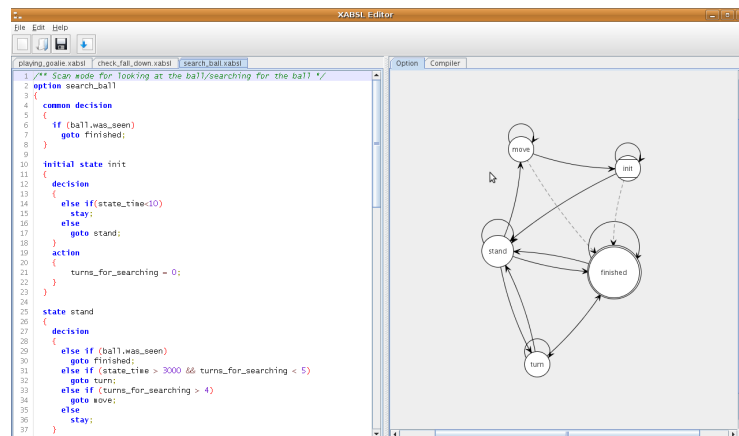 XABSL Editor
File Edit Help
playing_goalie.xabsl check_fall_down.xabsl search_ball.xabsl
1 /** Scan mode for looking at the ball/searching for the ball */
2 option search_ball
3 {
4 common decision
5 {
6 if (ball.was_seen)
7 goto finished;
8 }
9
10 initial state init
11 {
12 decision
13 {
14 else if(state_time<10)
15 stay;
16 else
17 goto stand;
18 }
19 action
20 {
21 turns_for_searching = 0;
22 }
23 }
24
25 state stand
26 {
27 decision
28 {
29 else if (ball.was_seen)
30 goto finished;
31 else if (state_time > 3000 && turns_for_searching < 5)
32 goto turn;
33 else if (turns_for_searching > 4)
34 goto move;
35 else
36 stay;
37 }
Option Compiler
move
init
stand
finished
turn